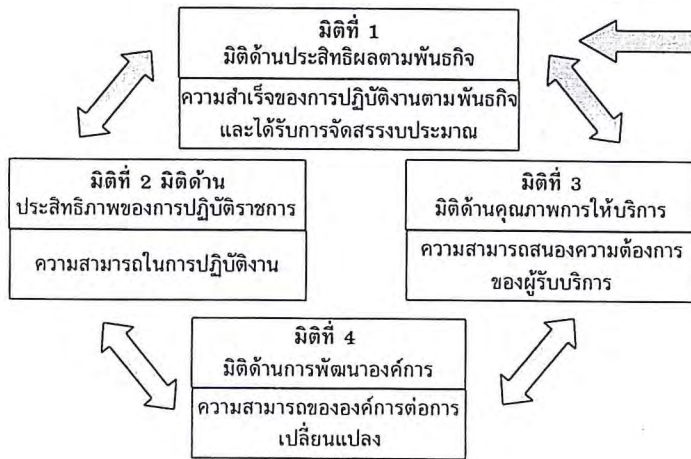 มิติที่ 1
มิติด้านประสิทธิผลตามพันธกิจ
ความสำเร็จของการปฏิบัติงานตามพันธกิจ
และได้รับการจัดสรรงบประมาณ
มิติที่ 2 มิติด้าน
ประสิทธิภาพของการปฏิบัติราชการ
ความสามารถในการปฏิบัติงาน
มิติที่ 3
มิติด้านคุณภาพการให้บริการ
ความสามารถสนองความต้องการ
ของผู้รับบริการ
มิติที่ 4
มิติด้านการพัฒนาองค์การ
ความสามารถขององค์การต่อการ
เปลี่ยนแปลง